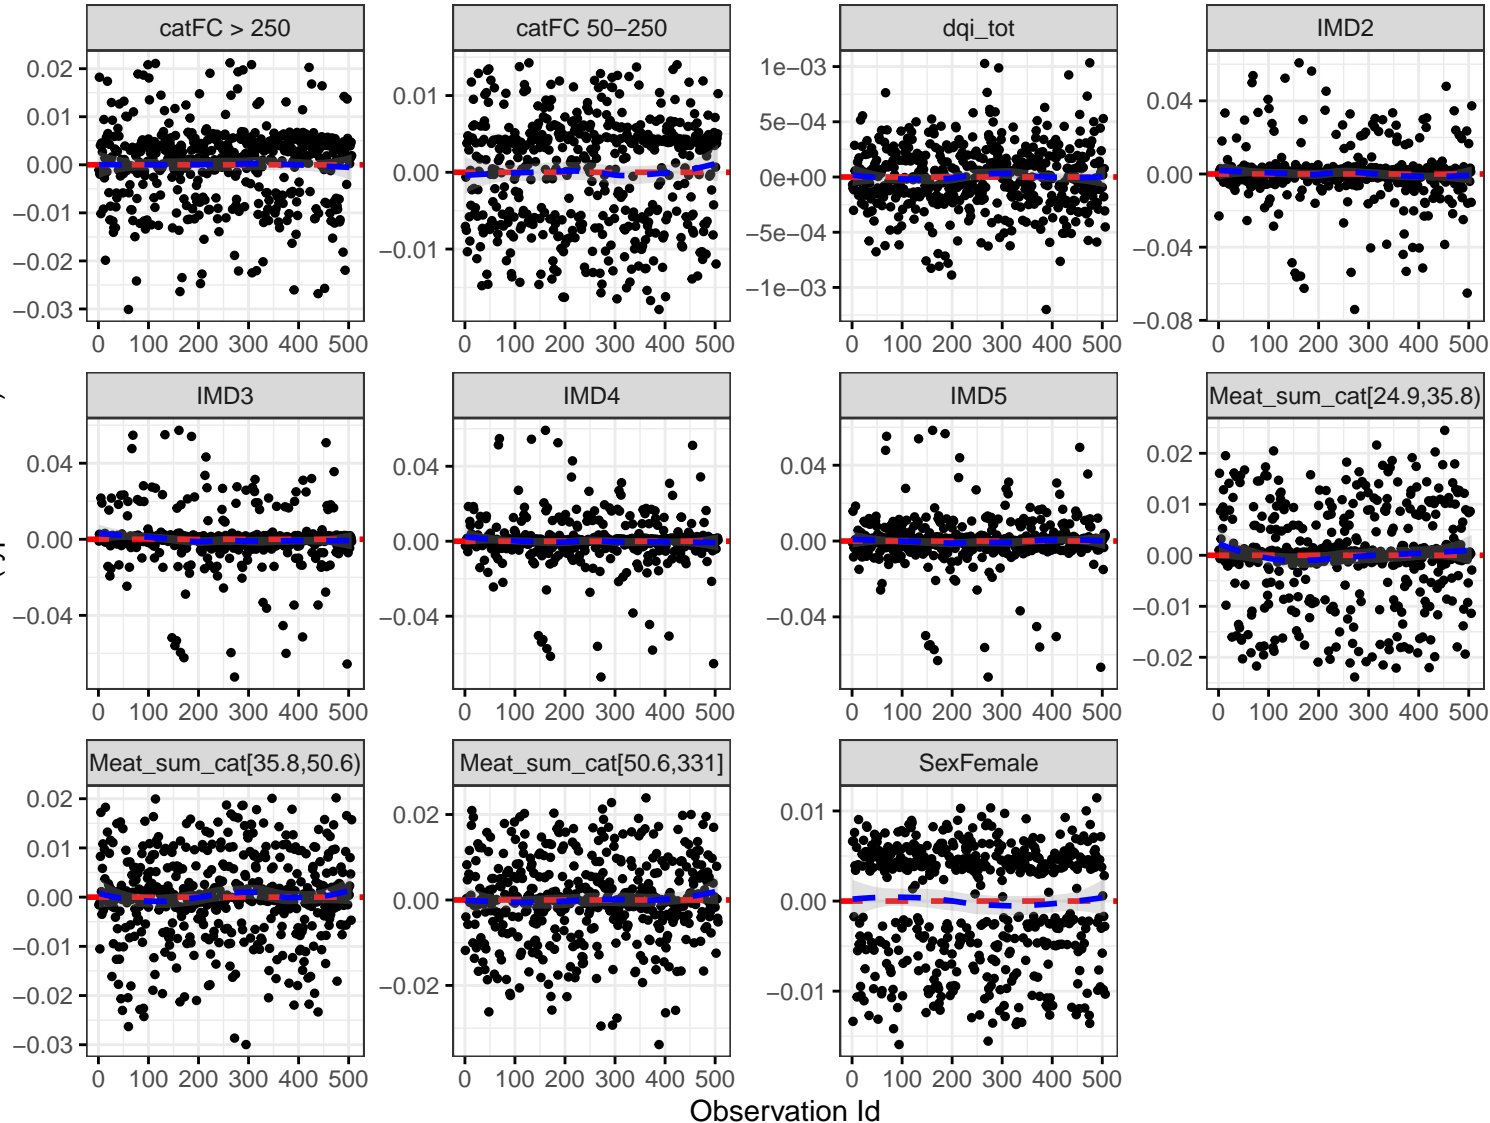 catFC > 250 catFC 50−250 dqi_tot IMD2
0.02 0.01 0.00 −0.01 −0.02 −0.03
0.01 0.00 −0.01
1e−03 5e−04 0e+00 −5e−04 −1e−03
0.04 0.00 −0.04 −0.08
0 100 200 300 400 500 0 100 200 300 400 500 0 100 200 300 400 500 0 100 200 300 400 500
IMD3 IMD4 IMD5 Meat_sum_cat[24.9,35.8)
0.04 0.00 −0.04
0.04 0.00 −0.04
0.04 0.00 −0.04
0.02 0.01 0.00 −0.01 −0.02
0 100 200 300 400 500 0 100 200 300 400 500 0 100 200 300 400 500 0 100 200 300 400 500
Meat_sum_cat[35.8,50.6) Meat_sum_cat[50.6,331] SexFemale
0.02 0.01 0.00 −0.01 −0.02 −0.03
0.02 0.00 −0.02
0.01 0.00 −0.01
0 100 200 300 400 500 0 100 200 300 400 500 0 100 200 300 400 500
Observation Id